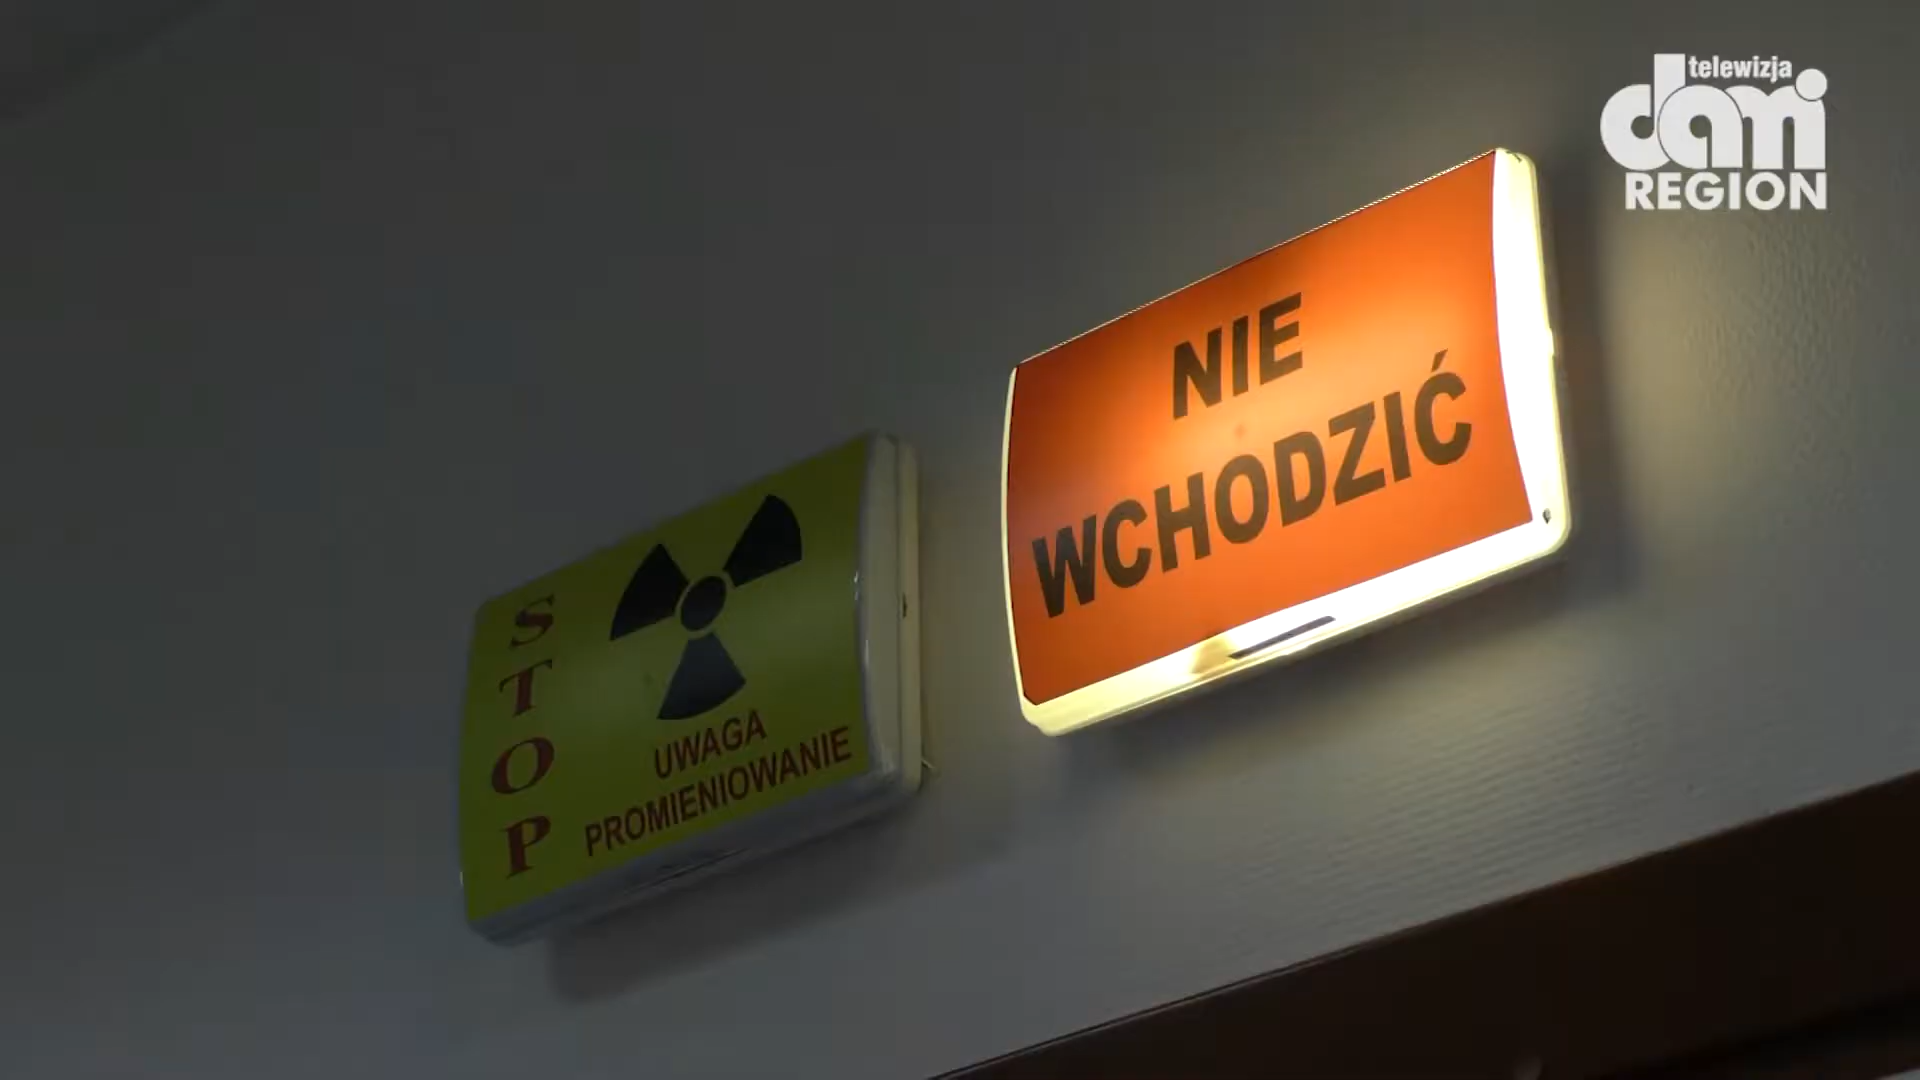 telewizja
dami
REGION
NIE
WCHODZIĆ
STOP
UWAGA
PROMIENIOWANIE